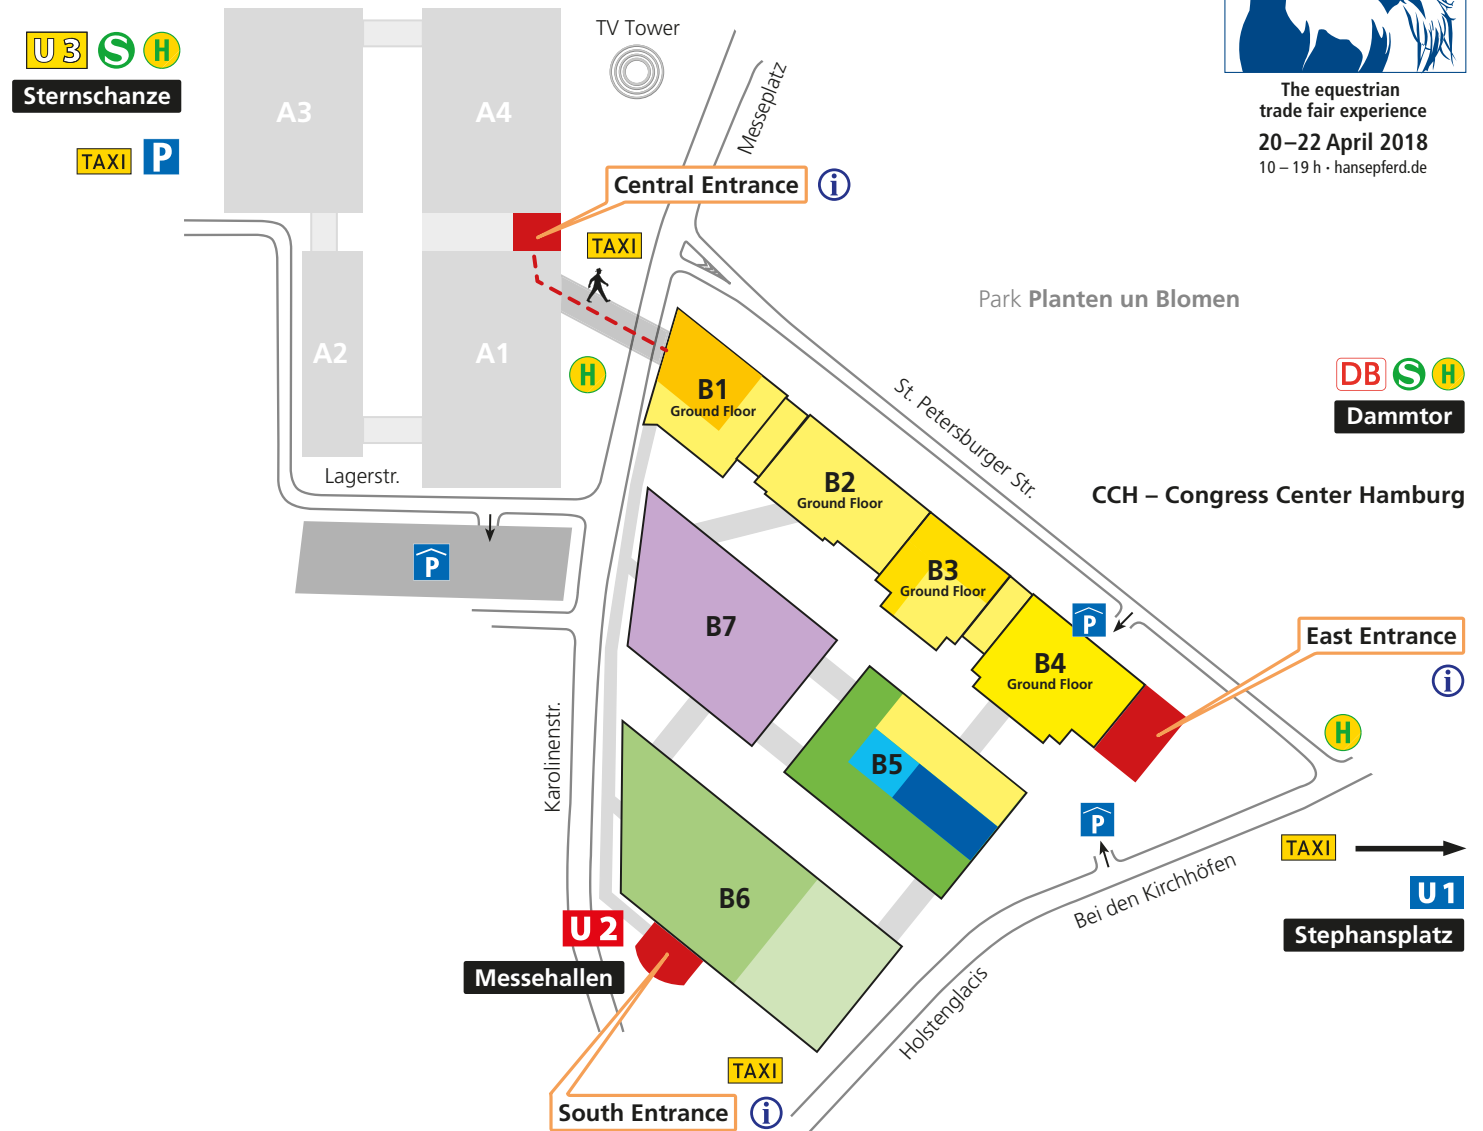 TV Tower
U3 S H
Sternschanze
TAXI P
A3
A4
Messeplatz
The equestrian
trade fair experience
20–22 April 2018
10 – 19 h · hansepferd.de
Central Entrance i
TAXI
Park Planten un Blomen
A2
A1
H
B1
Ground Floor
St. Petersburger Str.
DB S H
Dammtor
Lagerstr.
B2
Ground Floor
CCH – Congress Center Hamburg
P
B3
Ground Floor
P
B7
East Entrance
i
B4
Ground Floor
Karolinenstr.
H
B5
P
TAXI
Bei den Kirchhöfen
U1
Stephansplatz
B6
U2
Messehallen
Holstenglacis
TAXI
South Entrance i